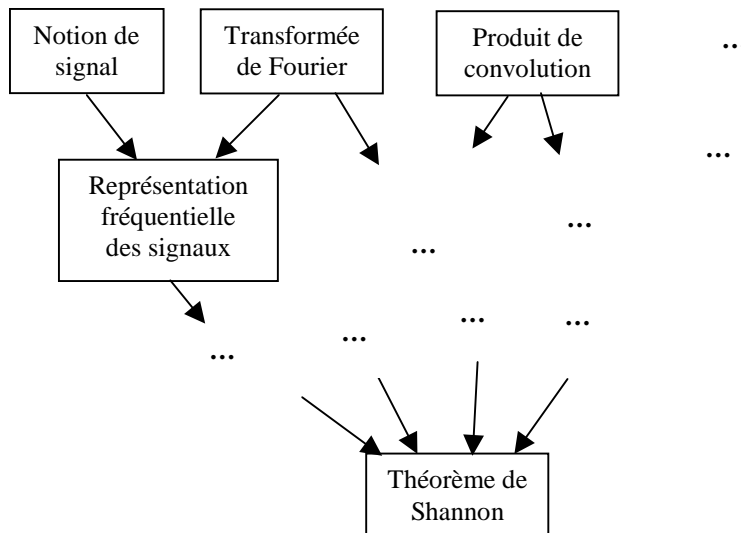 Notion de
signal
Transformée
de Fourier
Produit de
convolution
..
...
Représentation
fréquentielle
des signaux
...
...
...
...
...
...
Théorème de
Shannon